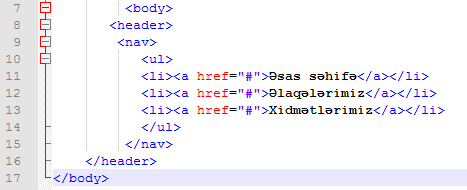 7 <body>
8 <header>
9 <nav>
10 <ul>
11 <li><a href="#">Əsas səhifə</a></li>
12 <li><a href="#">Əlaqələrimiz</a></li>
13 <li><a href="#">Xidmətlərimiz</a></li>
14 </ul>
15 </nav>
16 </header>
17 </body>